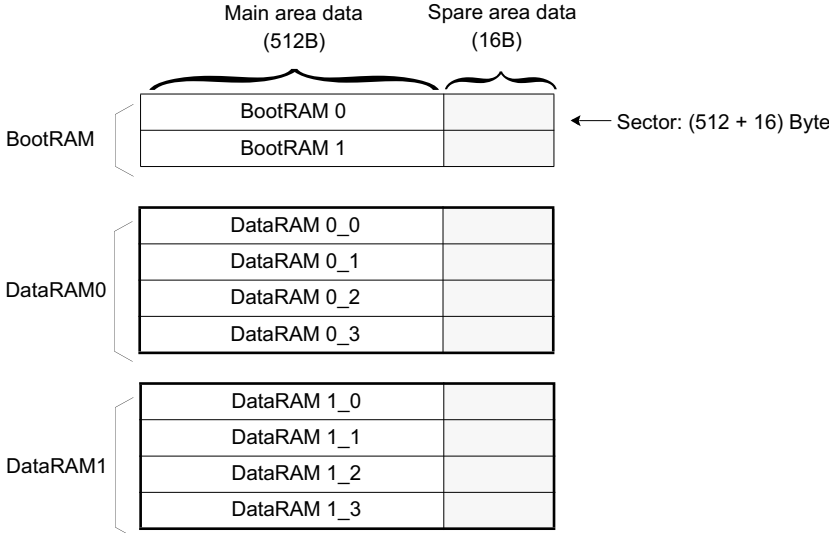 Main area data
(512B)
Spare area data
(16B)
BootRAM
BootRAM 0
BootRAM 1
Sector: (512 + 16) Byte
DataRAM0
DataRAM 0_0
DataRAM 0_1
DataRAM 0_2
DataRAM 0_3
DataRAM1
DataRAM 1_0
DataRAM 1_1
DataRAM 1_2
DataRAM 1_3